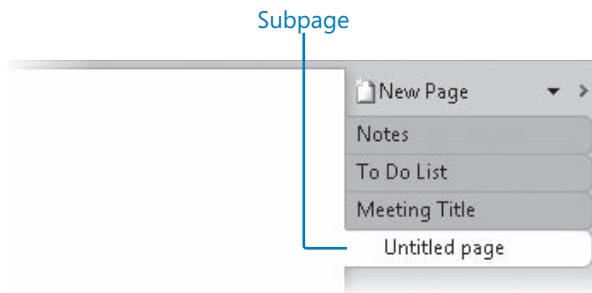 Subpage
New Page
Notes
To Do List
Meeting Title
Untitled page